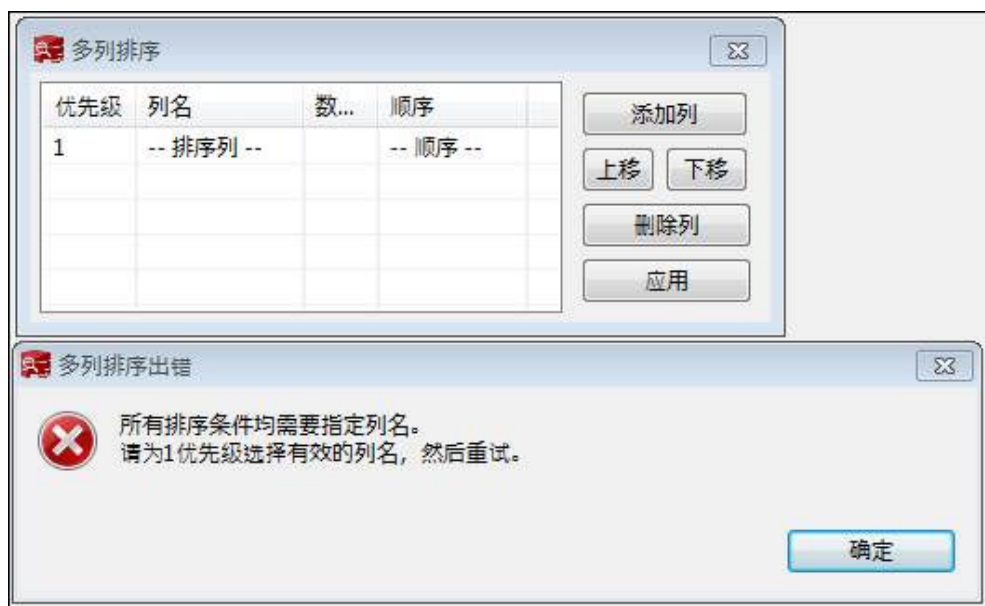 多列排序
优先级 列名 数... 顺序
1 -- 排序列 -- -- 顺序 --
添加列
上移 下移
删除列
应用
多列排序出错
所有排序条件均需要指定列名。
请为1优先级选择有效的列名，然后重试。
确定